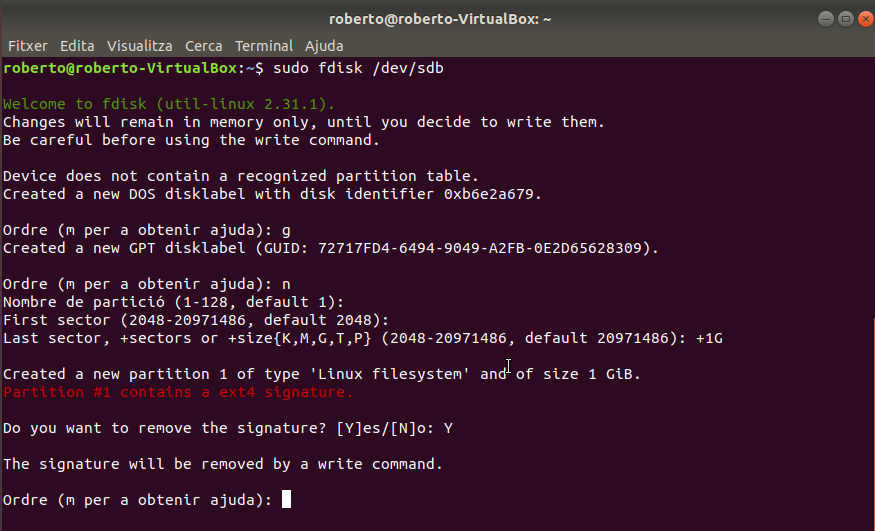 roberto@roberto-VirtualBox: ~
Fitxer Edita Visualitza Cerca Terminal Ajuda
roberto@roberto-VirtualBox:~$ sudo fdisk /dev/sdb
Welcome to fdisk (util-linux 2.31.1).
Changes will remain in memory only, until you decide to write them.
Be careful before using the write command.
Device does not contain a recognized partition table.
Created a new DOS disklabel with disk identifier 0xb6e2a679.
Ordre (m per a obtenir ajuda): g
Created a new GPT disklabel (GUID: 72717FD4-6494-9049-A2FB-0E2D65628309).
Ordre (m per a obtenir ajuda): n
Nombre de partició (1-128, default 1):
First sector (2048-20971486, default 2048):
Last sector, +sectors or +size{K,M,G,T,P} (2048-20971486, default 20971486): +1G
Created a new partition 1 of type 'Linux filesystem' and of size 1 GiB.
Partition #1 contains a ext4 signature.
Do you want to remove the signature? [Y]es/[N]o: Y
The signature will be removed by a write command.
Ordre (m per a obtenir ajuda):